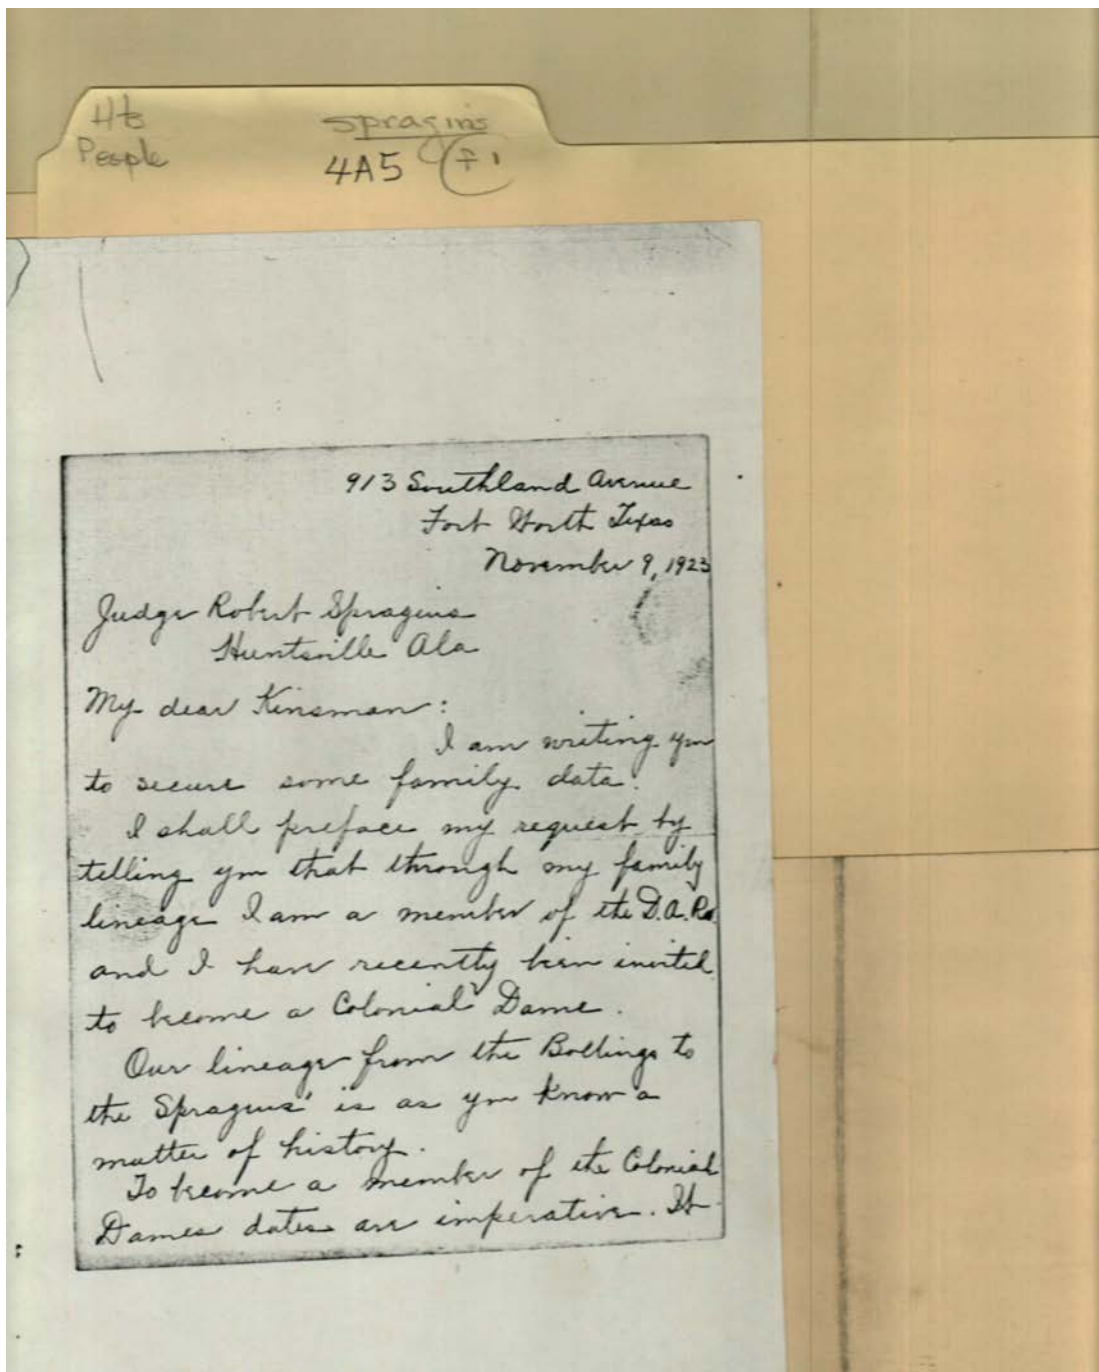 Hts
People
Spragins
4A5
F1
913 Southland Avenue
Fort Worth Texas
November 9, 1923
Judge Robert Spragins
Huntsville Ala
My dear Kinsman:
I am writing you
to secure some family data.
I shall preface my request by
telling you that through my family
lineage I am a member of the D.A.R.
and I have recently been invited
to become a Colonial Dame.
Our lineage from the Bollings to
the Spragins' is as you know a
matter of history.
To become a member of the Colonial
Dames dates are imperative. It